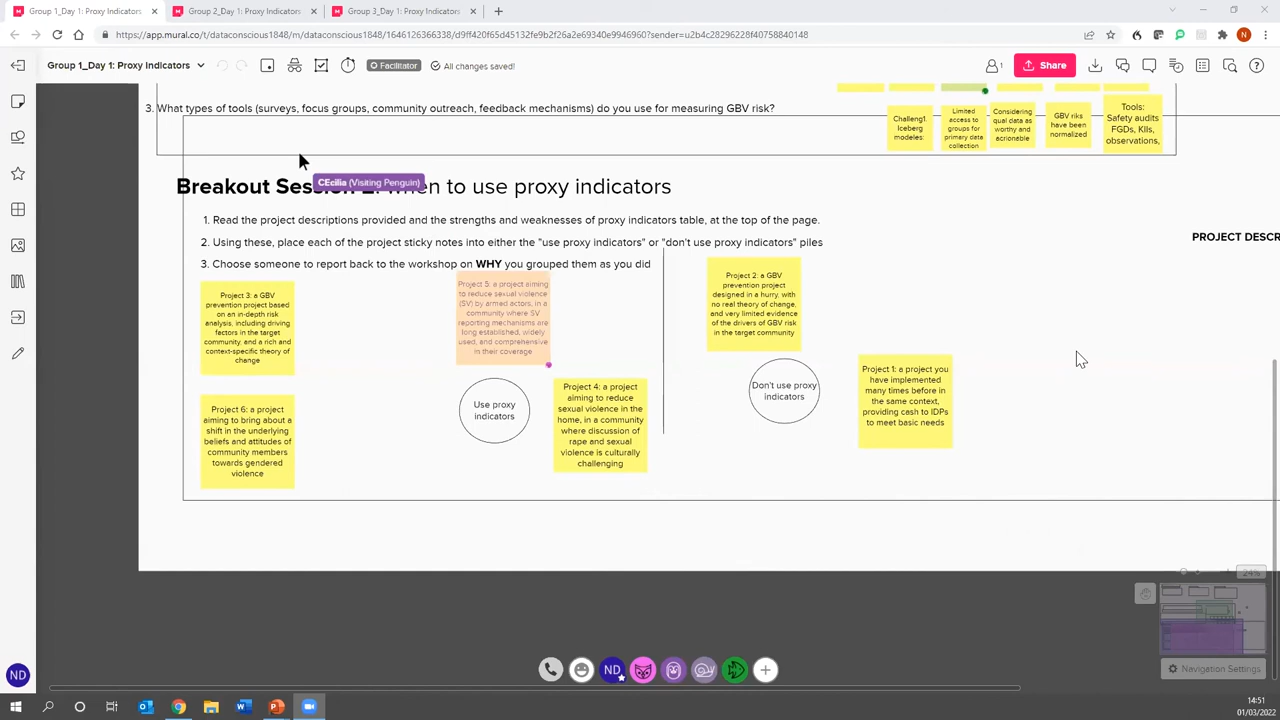 Group 1_Day 1: Proxy Indicators
Group 2_Day 1: Proxy Indicators
Group 3_Day 1: Proxy Indicators
https://app.mural.co/t/dataconscious1848/m/dataconscious1848/1646126366338/d9ff420f65d45132fe9b2f26a2e69340e9946960?sender=u2b4c28296228f40758840148
N
Group 1_Day 1: Proxy Indicators
Facilitator
All changes saved!
1
Share
3. What types of tools (surveys, focus groups, community outreach, feedback mechanisms) do you use for measuring GBV risk?
Challeng1.
Iceberg
modeles:
Limited
access to
groups for
primary data
collection
Considering
qual data as
worthy and
acrionable
GBV riks
have been
normalized
Tools:
Safety audits
FGDs, KIIs,
observations,
CEcilia (Visiting Penguin)
when to use proxy indicators
Breakout Session
1. Read the project descriptions provided and the strengths and weaknesses of proxy indicators table, at the top of the page.
2. Using these, place each of the project sticky notes into either the "use proxy indicators" or "don't use proxy indicators" piles
3. Choose someone to report back to the workshop on WHY you grouped them as you did
PROJECT DESCR
Project 3: a GBV
prevention project based
on an in-depth risk
analysis, including driving
factors in the target
community, and a rich and
context-specific theory of
change
Project 5: a project aiming
to reduce sexual violence
(SV) by armed actors, in a
community where SV
reporting mechanisms are
long established, widely
used, and comprehensive
in their coverage
Project 2: a GBV
prevention project
designed in a hurry, with
no real theory of change,
and very limited evidence
of the drivers of GBV risk
in the target community
Project 6: a project
aiming to bring about a
shift in the underlying
beliefs and attitudes of
community members
towards gendered
violence
Use proxy
indicators
Project 4: a project
aiming to reduce
sexual violence in the
home, in a community
where discussion of
rape and sexual
violence is culturally
challenging
Don't use proxy
indicators
Project 1: a project you
have implemented
many times before in
the same context,
providing cash to IDPs
to meet basic needs
24%
Navigation Settings
ND
ND
14:51
01/03/2022